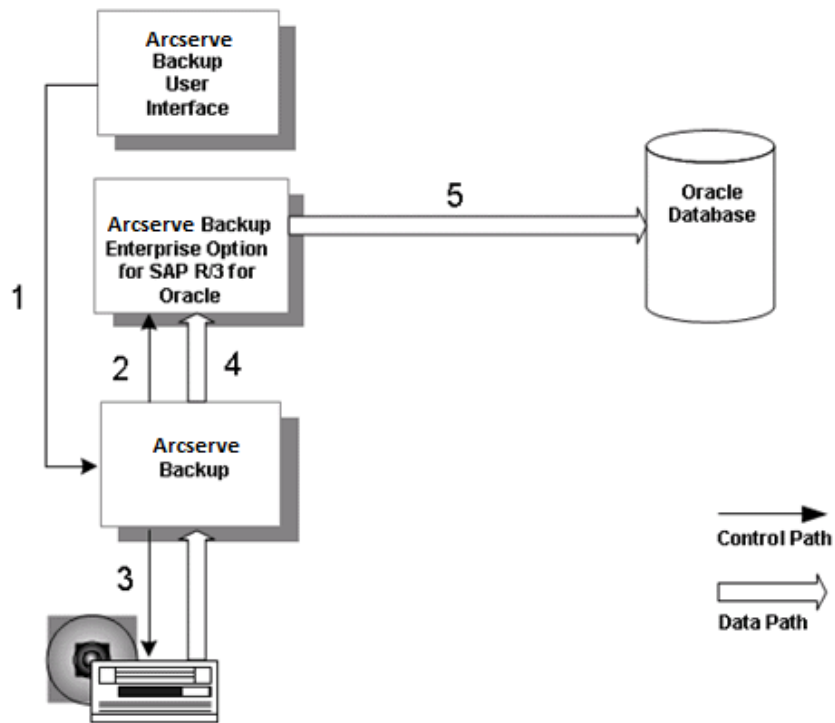 Arcserve
Backup
User
Interface
Arcserve Backup
Enterprise Option
for SAP R/3 for
Oracle
5
Oracle
Database
1
2
4
Arcserve
Backup
3
Control Path
Data Path